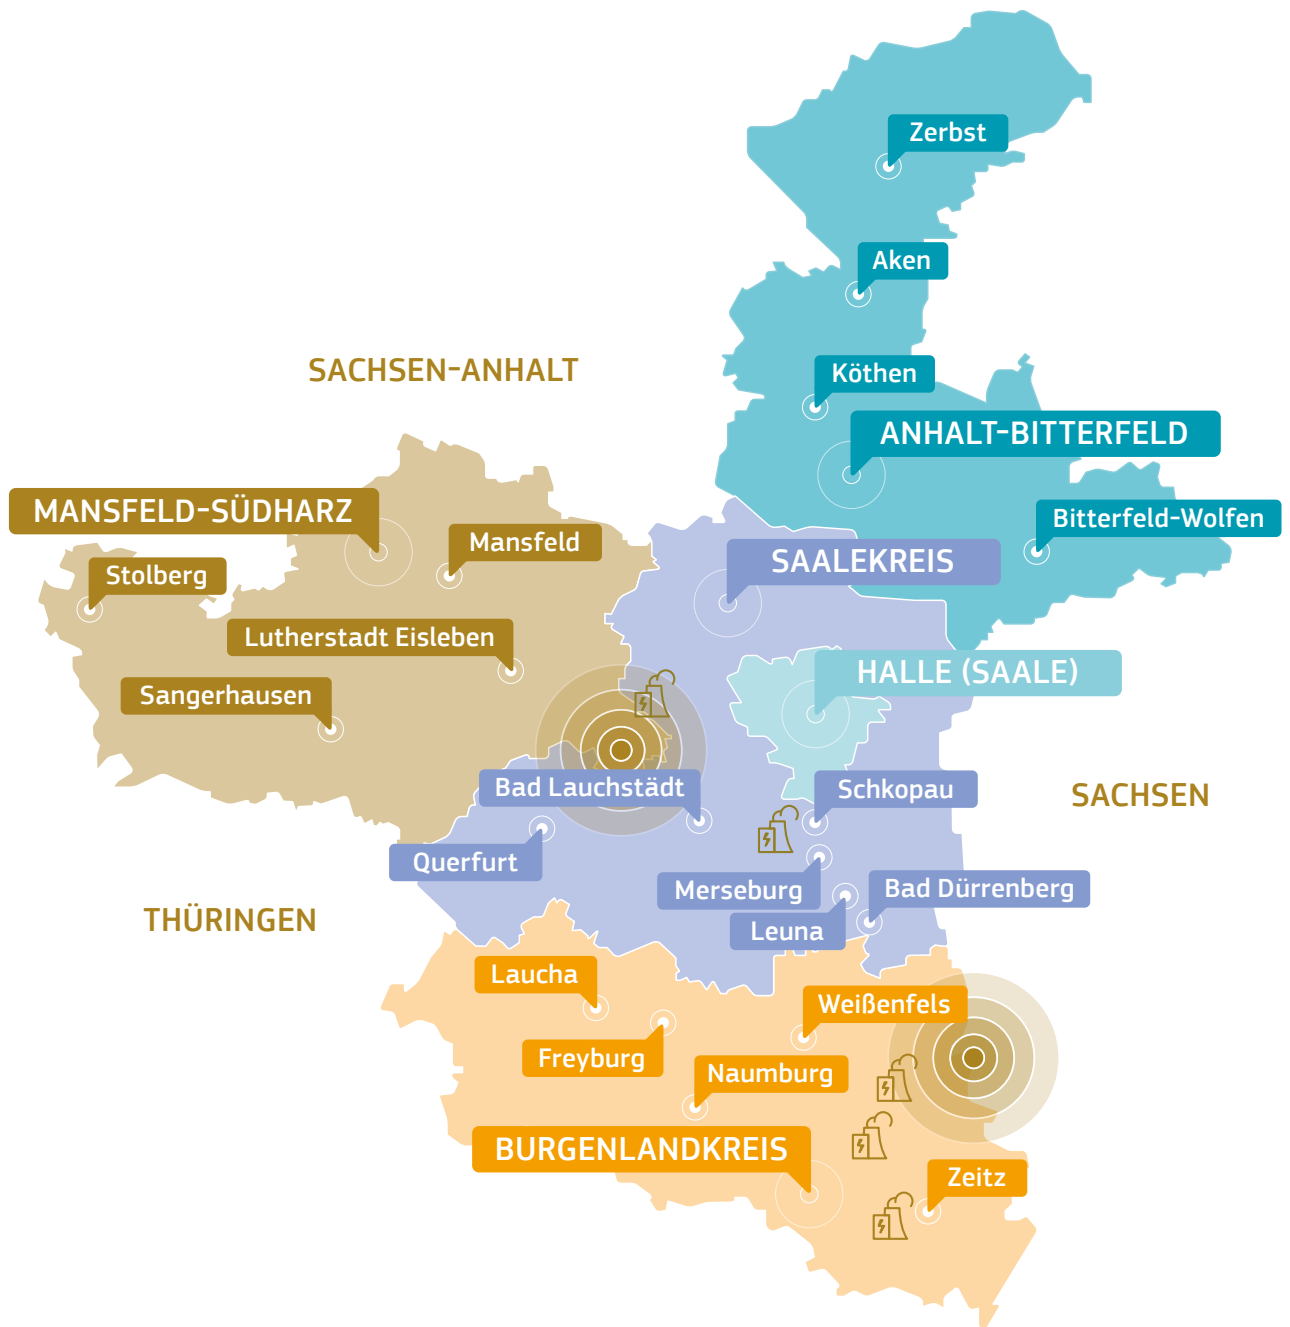 Zerbst
Aken
SACHSEN-ANHALT
Köthen
ANHALT-BITTERFELD
MANSFELD-SÜDHARZ
Bitterfeld-Wolfen
Mansfeld
SAALEKREIS
Stolberg
Lutherstadt Eisleben
HALLE (SAALE)
Sangerhausen
Bad Lauchstädt
Schkopau
SACHSEN
Querfurt
Merseburg
Bad Dürrenberg
THÜRINGEN
Leuna
Laucha
Weißenfels
Freyburg
Naumburg
BURGENLANDKREIS
Zeitz